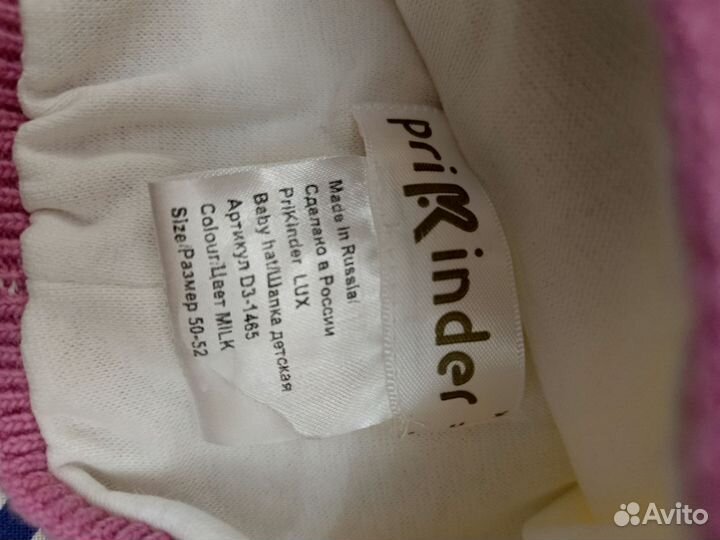 priKinder
Made in Russia/
Сделано в России
PriKinder LUX
Baby hat/Шапка детская
Артикул D3-1465
Colour/Цвет MILK
Size/Размер 50-52
Avito